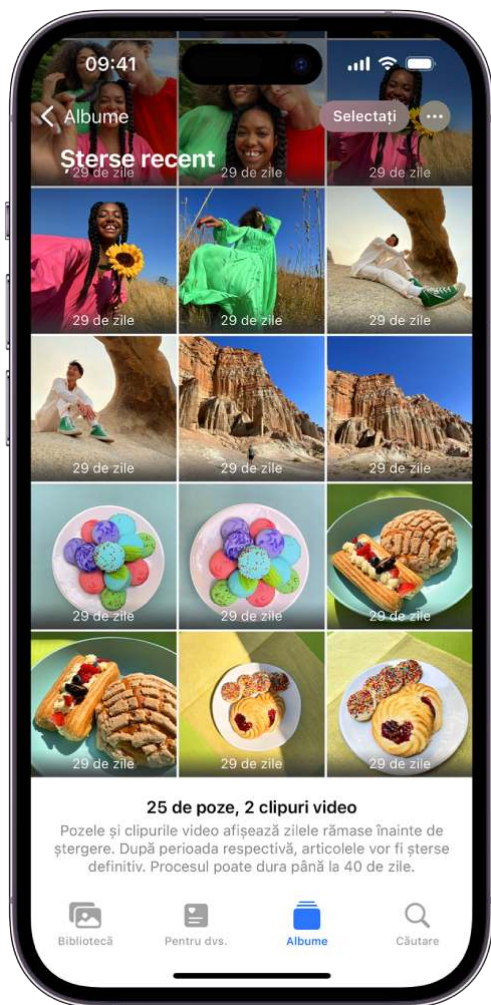 09:41
Albume
Selectați
Șterse recent
29 de zile 29 de zile 29 de zile
29 de zile 29 de zile 29 de zile
29 de zile 29 de zile 29 de zile
29 de zile 29 de zile 29 de zile
29 de zile 29 de zile 29 de zile
25 de poze, 2 clipuri video
Pozele și clipurile video afișează zilele rămase înainte de
ștergere. După perioada respectivă, articolele vor fi șterse
definitiv. Procesul poate dura până la 40 de zile.
Bibliotecă Pentru dvs. Albume Căutare